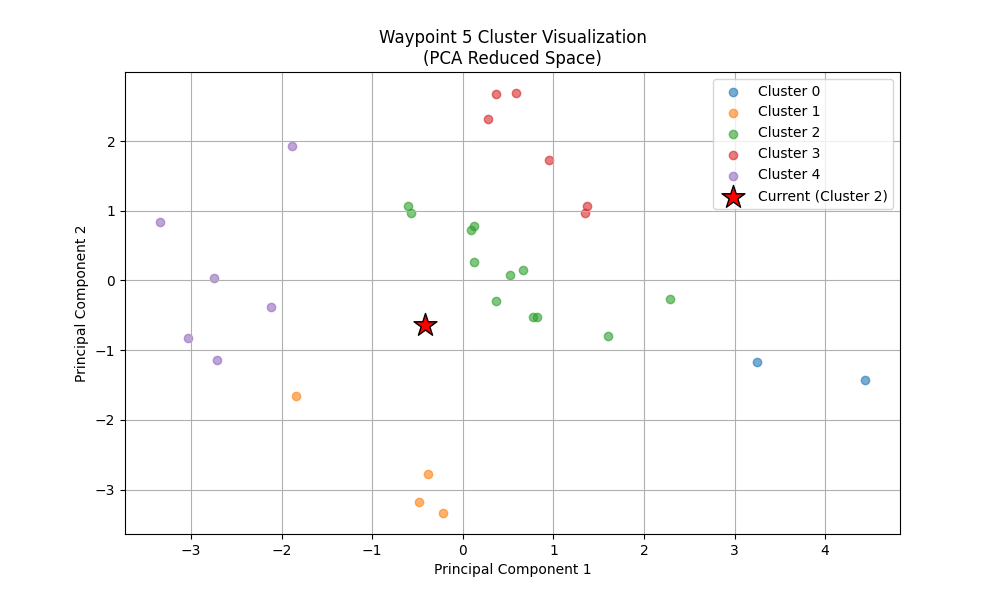 Waypoint 5 Cluster Visualization
(PCA Reduced Space)
Cluster 0
Cluster 1
Cluster 2
Cluster 3
Cluster 4
Current (Cluster 2)
Principal Component 2
2
1
0
−1
−2
−3
−3
−2
−1
0
1
2
3
4
Principal Component 1